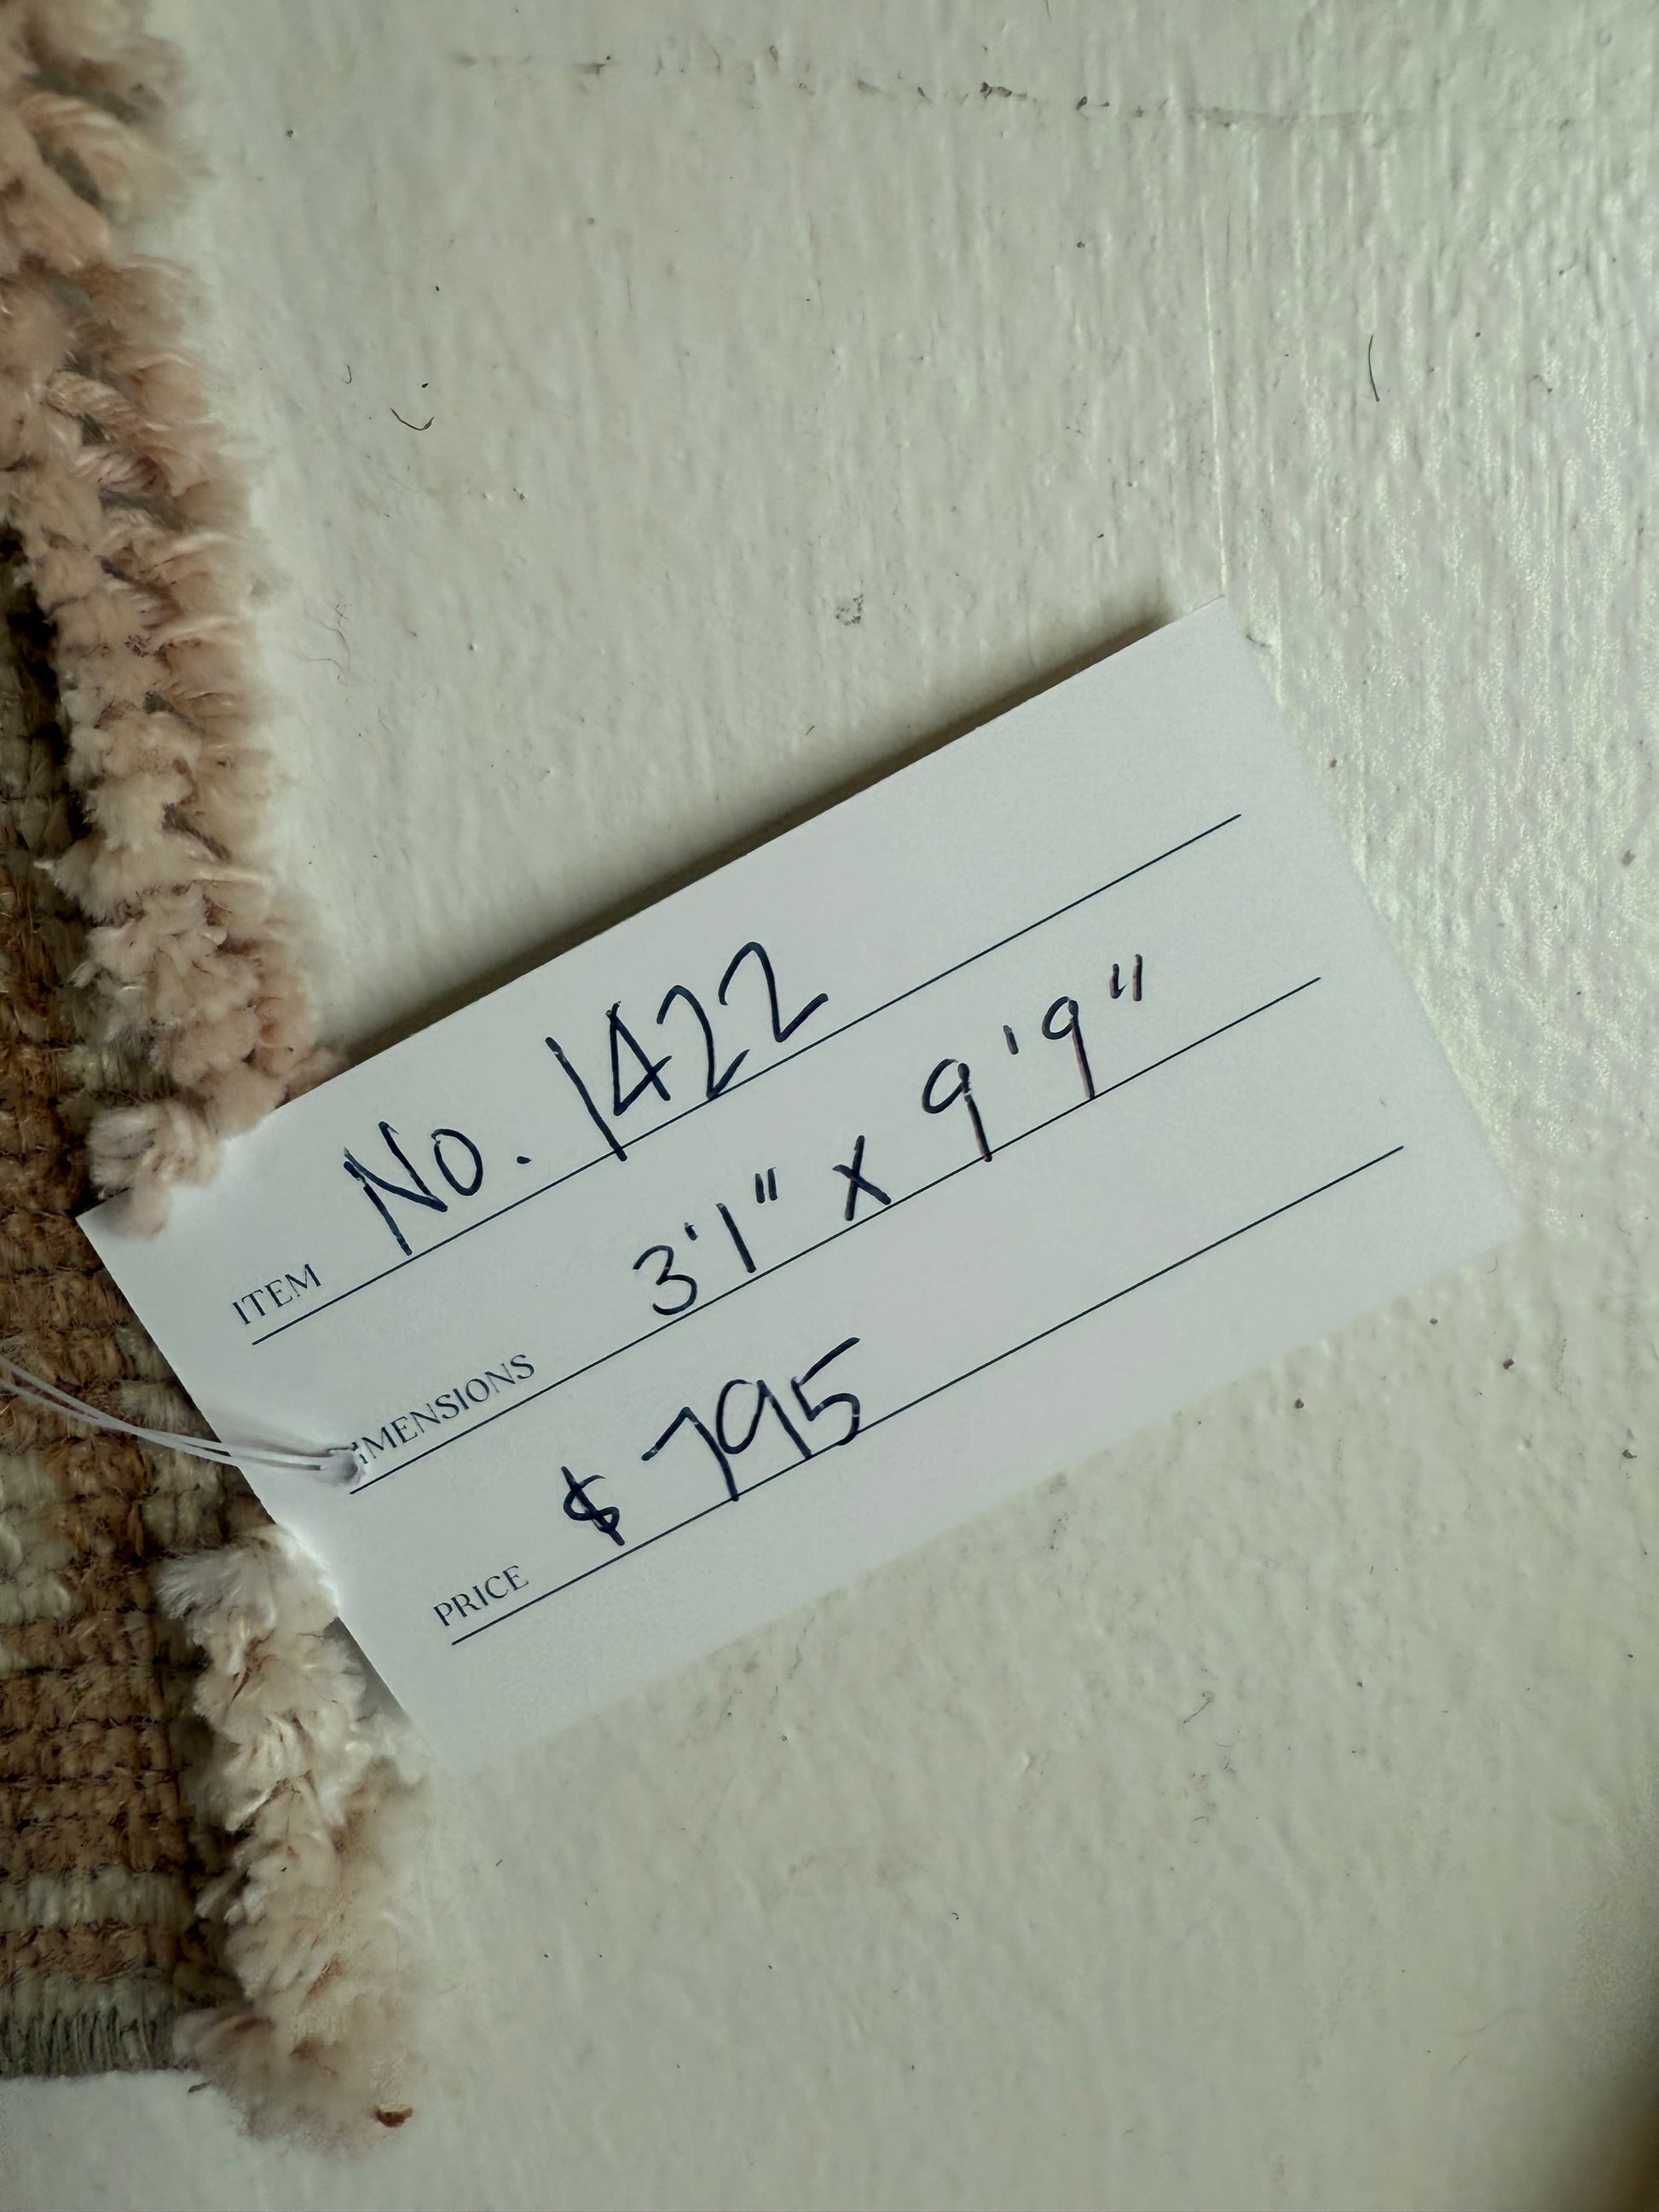 ITEM No. 1422
DIMENSIONS 3'1" x 9'9"
PRICE $795